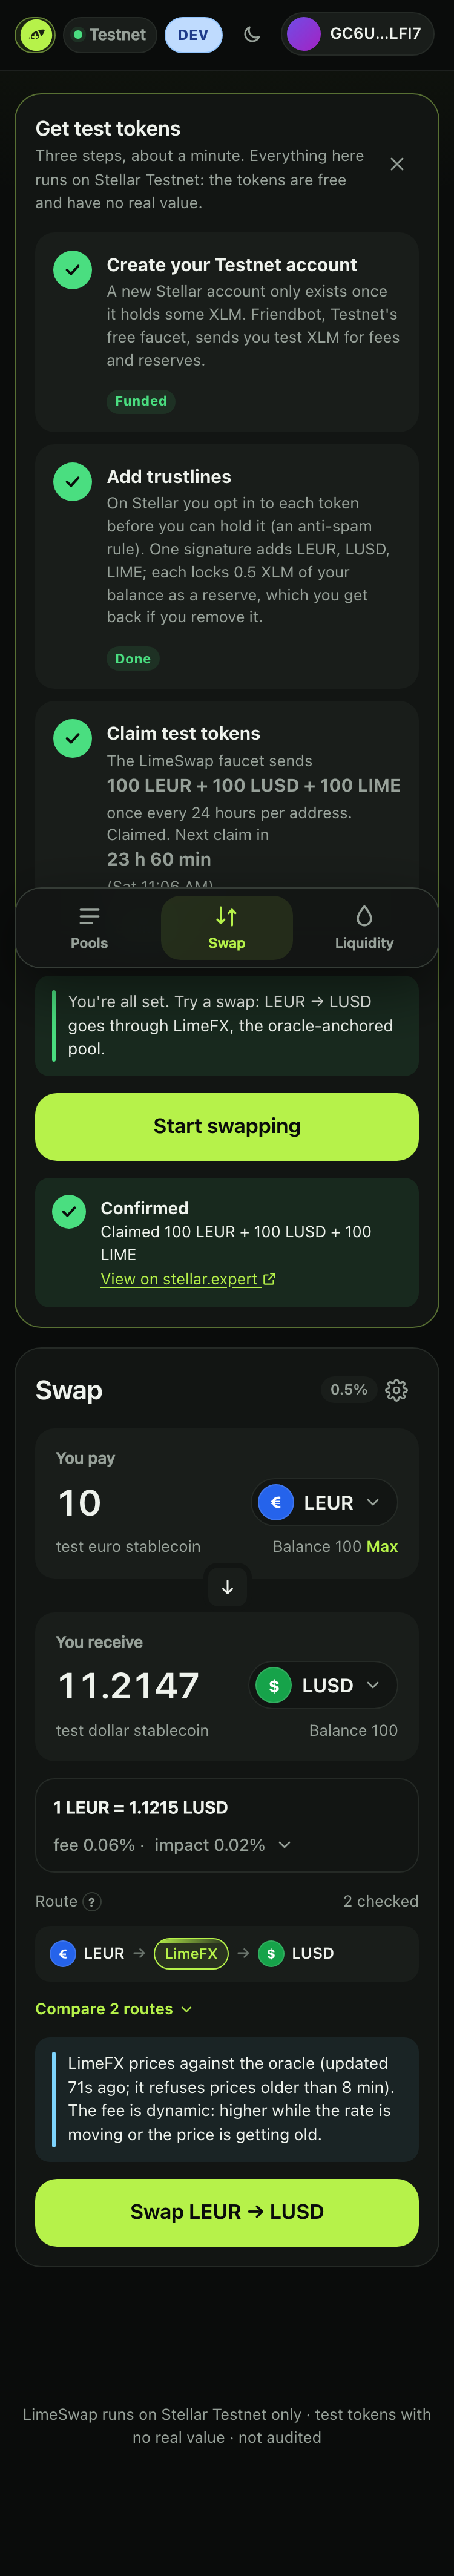 Testnet
DEV
GC6U...LFI7
Get test tokens
Three steps, about a minute. Everything here
runs on Stellar Testnet: the tokens are free
and have no real value.
Create your Testnet account
A new Stellar account only exists once
it holds some XLM. Friendbot, Testnet's
free faucet, sends you test XLM for fees
and reserves.
Funded
Add trustlines
On Stellar you opt in to each token
before you can hold it (an anti-spam
rule). One signature adds LEUR, LUSD,
LIME; each locks 0.5 XLM of your
balance as a reserve, which you get
back if you remove it.
Done
Claim test tokens
The LimeSwap faucet sends
100 LEUR + 100 LUSD + 100 LIME
once every 24 hours per address.
Claimed. Next claim in
23 h 60 min
(Sat 11:06 AM)
Pools
Swap
Liquidity
You're all set. Try a swap: LEUR → LUSD
goes through LimeFX, the oracle-anchored
pool.
Start swapping
Confirmed
Claimed 100 LEUR + 100 LUSD + 100
LIME
View on stellar.expert
Swap
0.5%
You pay
10
€ LEUR
test euro stablecoin
Balance 100 Max
You receive
11.2147
$ LUSD
test dollar stablecoin
Balance 100
1 LEUR = 1.1215 LUSD
fee 0.06% · impact 0.02%
Route ?
2 checked
€ LEUR → LimeFX → $ LUSD
Compare 2 routes
LimeFX prices against the oracle (updated
71s ago; it refuses prices older than 8 min).
The fee is dynamic: higher while the rate is
moving or the price is getting old.
Swap LEUR → LUSD
LimeSwap runs on Stellar Testnet only · test tokens with
no real value · not audited